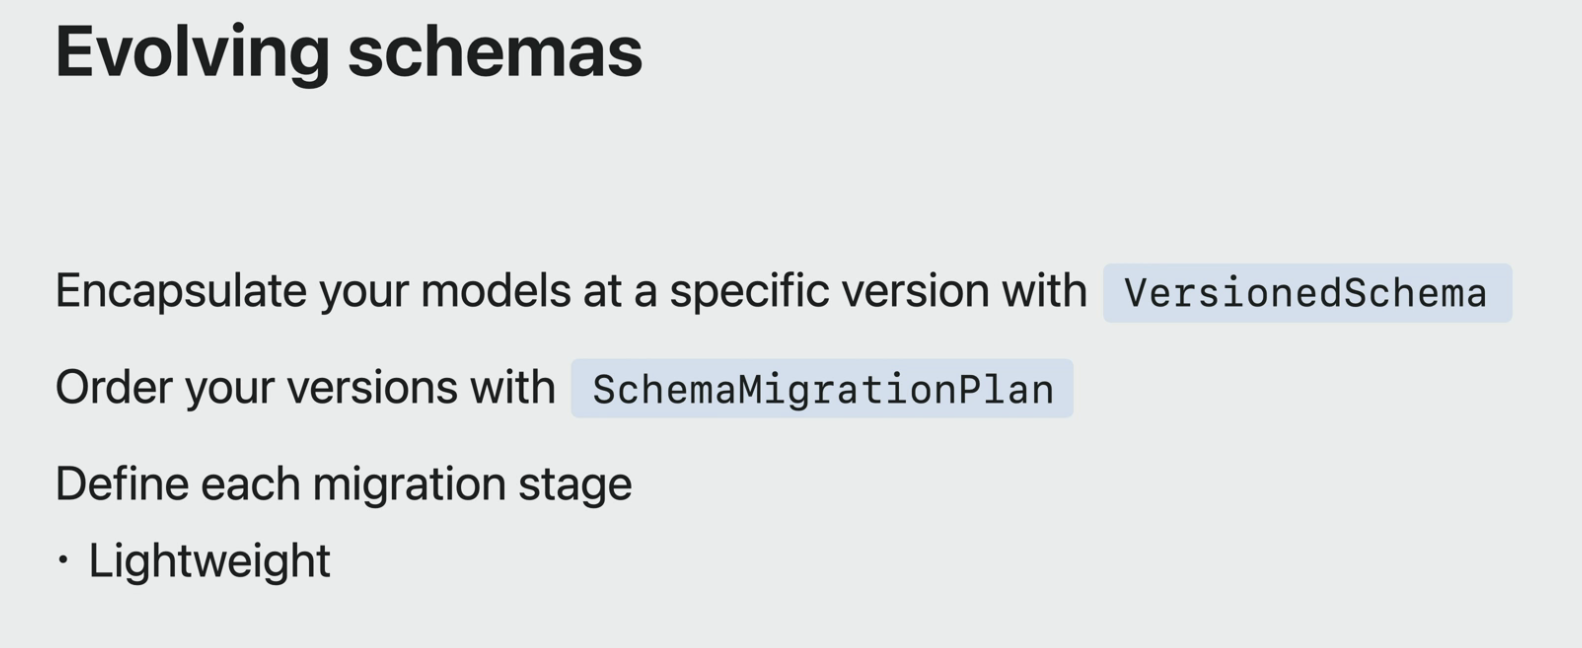 Evolving schemas
Encapsulate your models at a specific version with VersionedSchema
Order your versions with SchemaMigrationPlan
Define each migration stage
• Lightweight